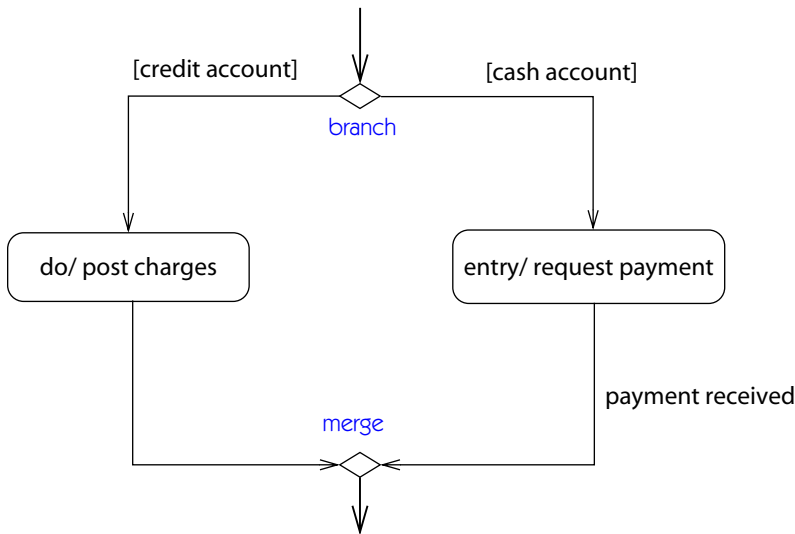 [credit account]
[cash account]
branch
do/ post charges
entry/ request payment
payment received
merge